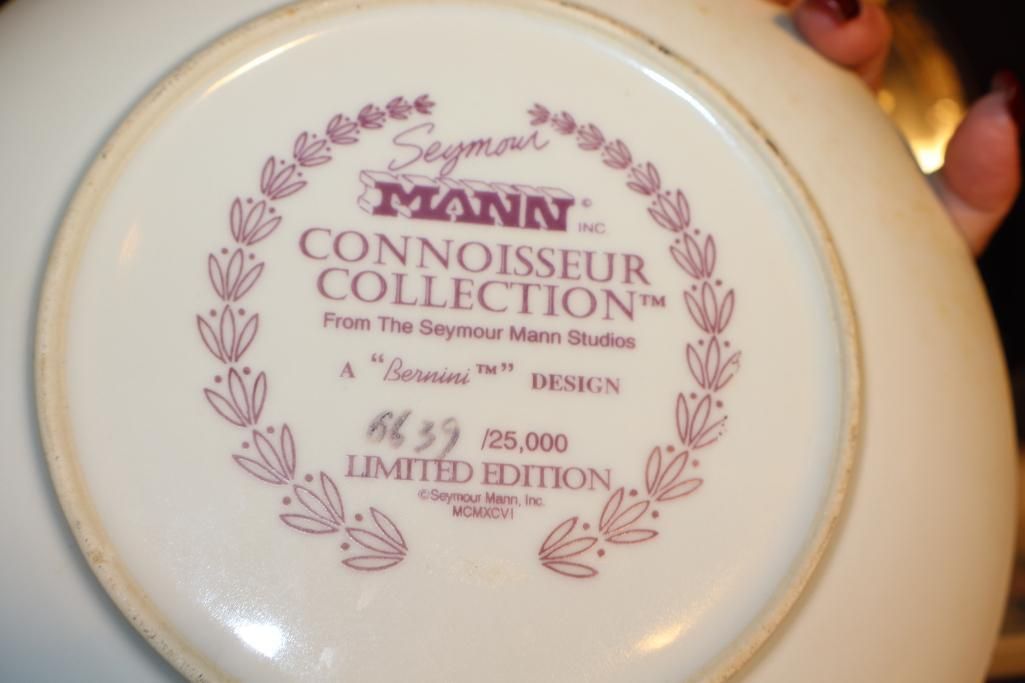 Seymour
MANN ©
INC
CONNOISSEUR
COLLECTION™
From The Seymour Mann Studios
A "Bernini™" DESIGN
6639 /25,000
LIMITED EDITION
©Seymour Mann, Inc.
MCMXCVI